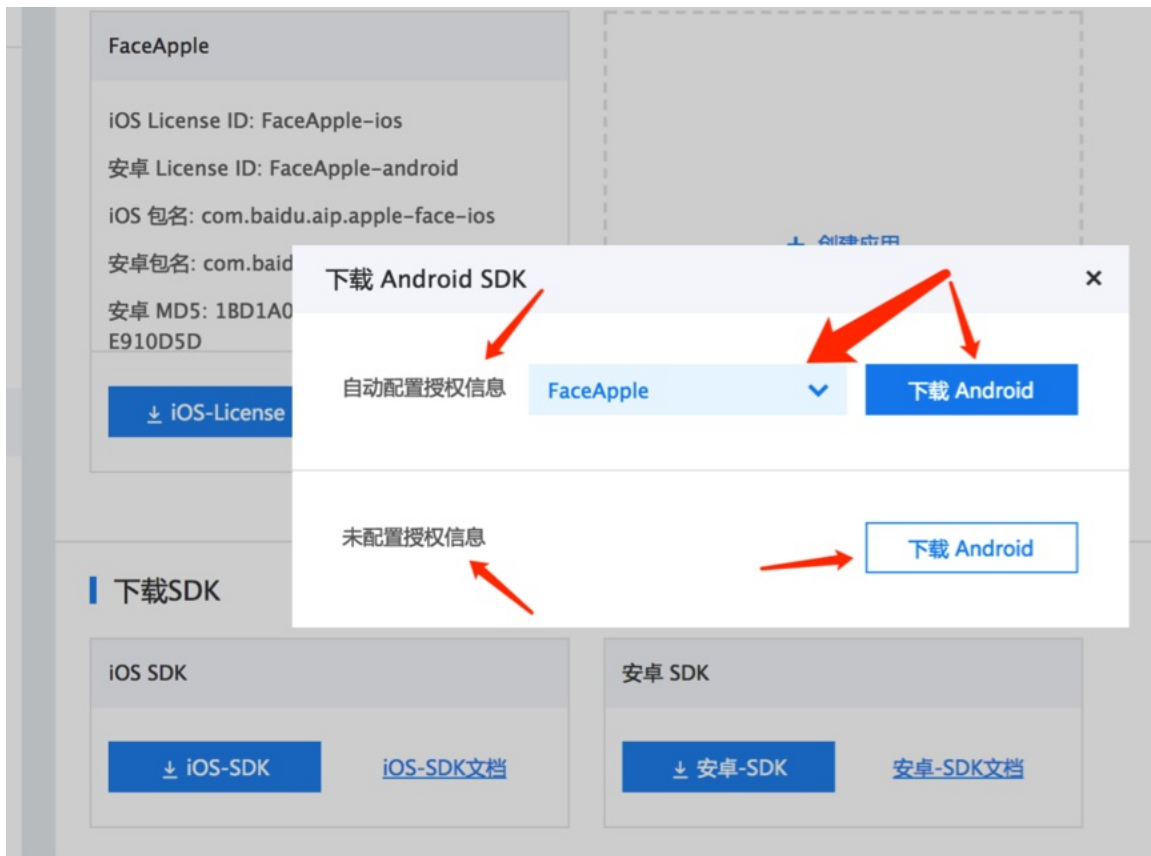 FaceApple
iOS License ID: FaceApple-ios
安卓 License ID: FaceApple-android
iOS 包名: com.baidu.aip.apple-face-ios
安卓包名: com.baid
安卓 MD5: 1BD1A0
E910D5D
iOS-License
+ 创建应用
下载 Android SDK
自动配置授权信息
FaceApple
下载 Android
未配置授权信息
下载 Android
下载SDK
iOS SDK
iOS-SDK
iOS-SDK文档
安卓 SDK
安卓-SDK
安卓-SDK文档